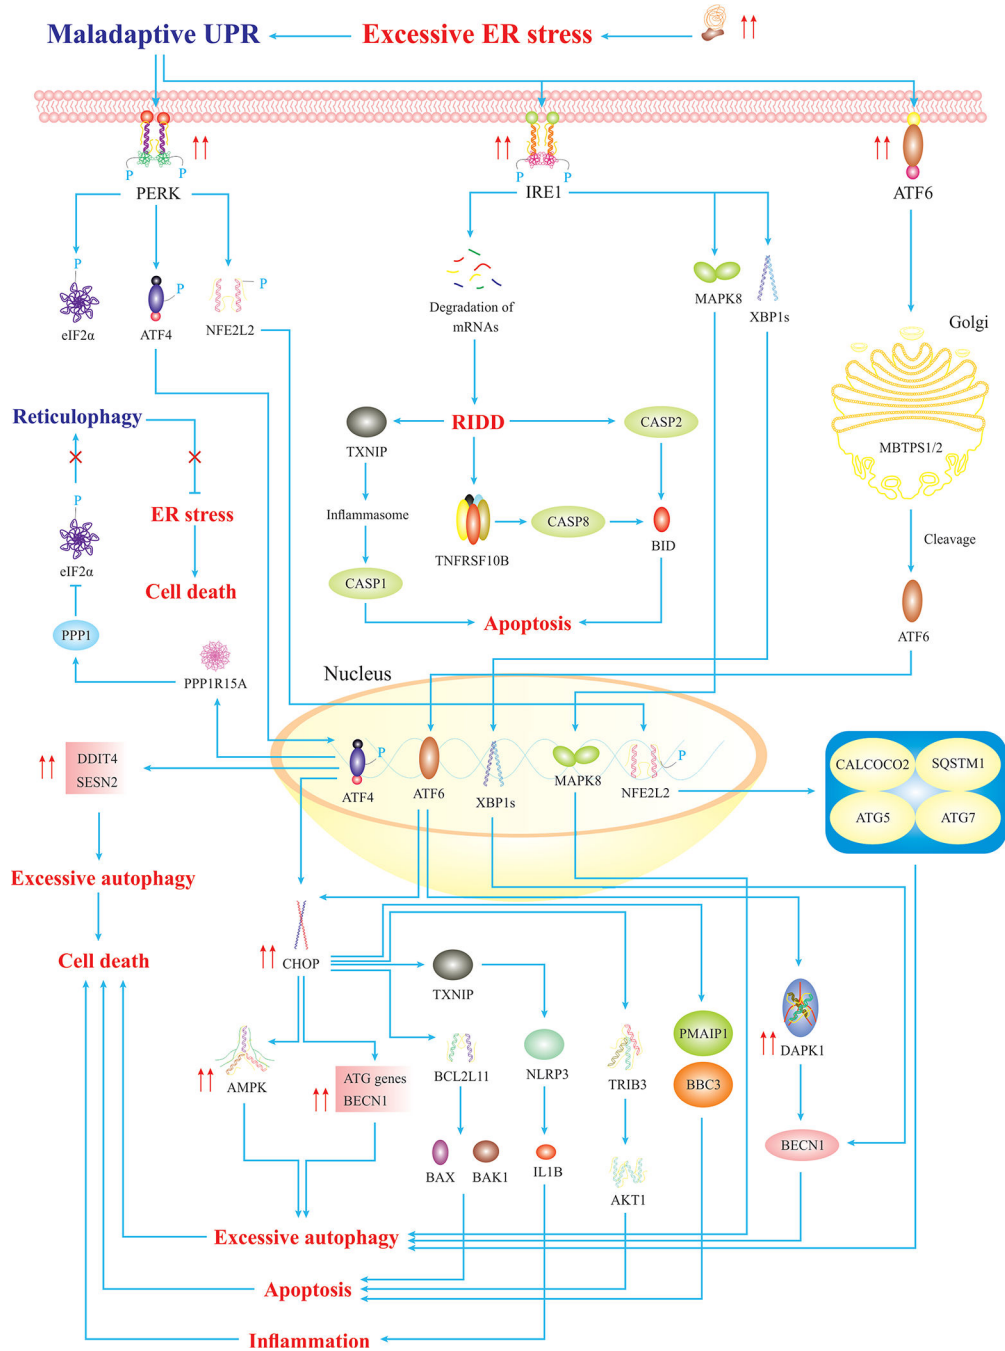 Maladaptive UPR
Excessive ER stress
P
P
PERK
P
P
IRE1
ATF6
P
eIF2α
P
ATF4
P
NFE2L2
Degradation of
mRNAs
MAPK8
XBP1s
Golgi
MBTPS1/2
Cleavage
ATF6
Reticulophagy
P
eIF2α
PPP1
PPP1R15A
ER stress
Cell death
TXNIP
RIDD
CASP2
Inflammasome
TNFRSF10B
CASP8
BID
CASP1
Apoptosis
Nucleus
P
ATF4
ATF6
XBP1s
MAPK8
P
NFE2L2
CALCOCO2
SQSTM1
ATG5
ATG7
DDIT4
SESN2
Excessive autophagy
Cell death
CHOP
TXNIP
AMPK
ATG genes
BECN1
BCL2L11
NLRP3
TRIB3
PMAIP1
BBC3
DAPK1
BAX
BAK1
IL1B
AKT1
BECN1
Excessive autophagy
Apoptosis
Inflammation